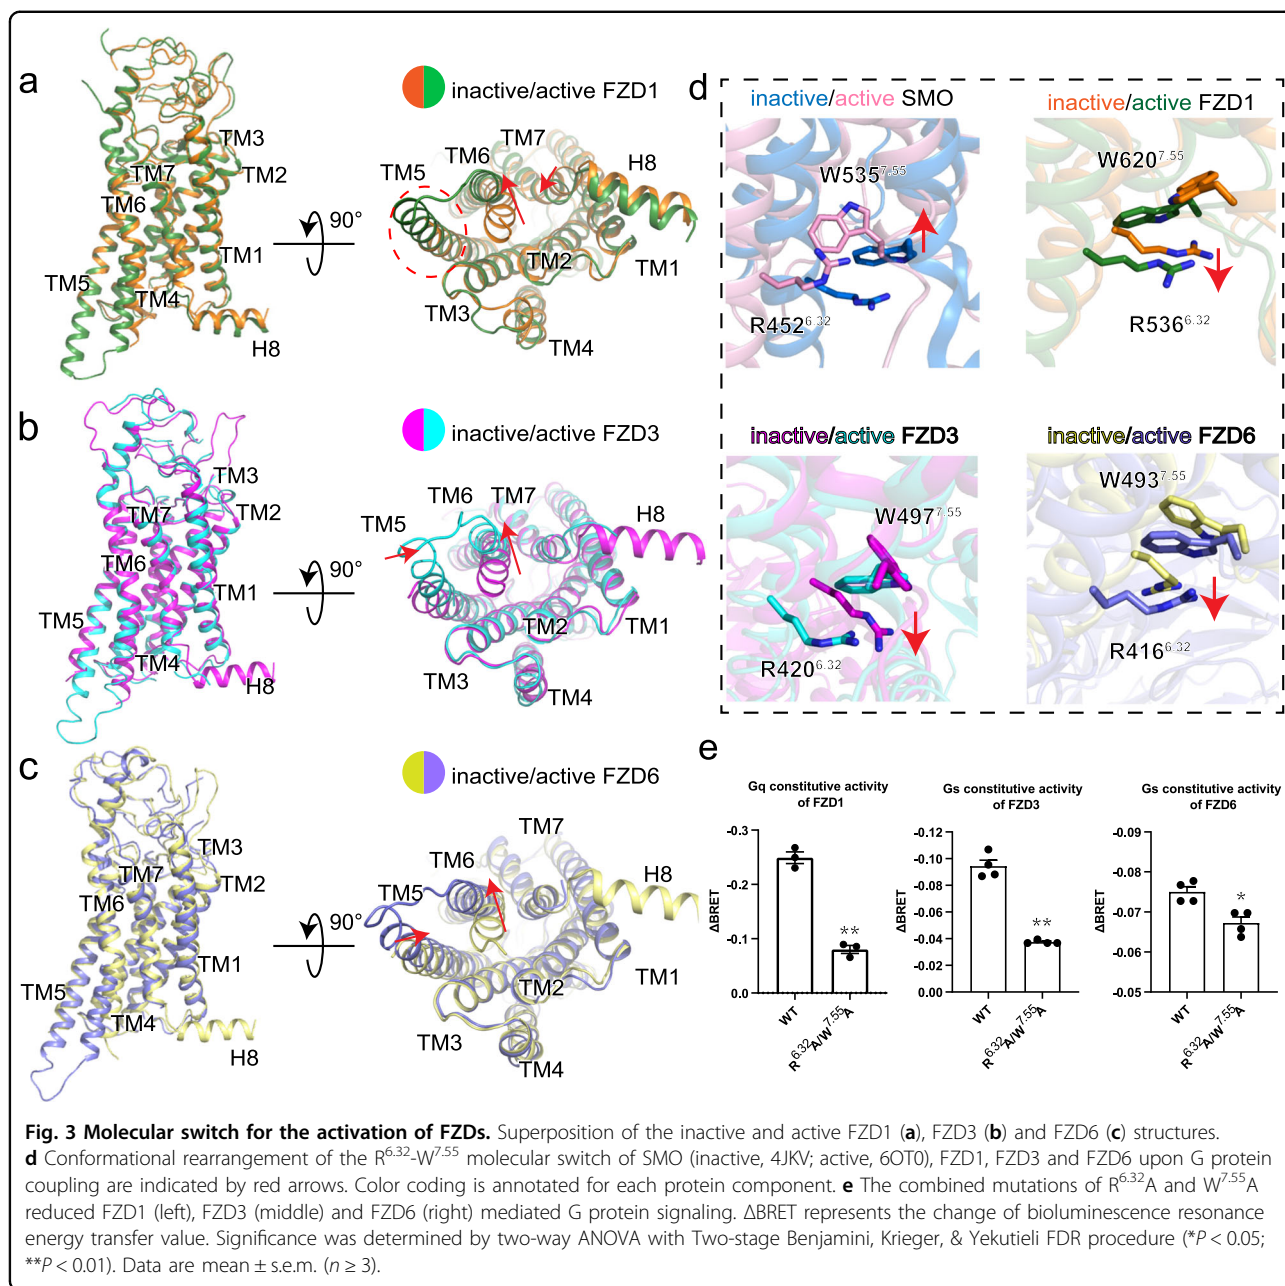 a
inactive/active FZD1
TM3
TM7
TM2
TM6
TM1
TM5
TM4
H8
90°
TM7
TM6
TM5
H8
TM2
TM1
TM3
TM4
b
inactive/active FZD3
TM3
TM7
TM2
TM6
TM1
TM5
TM4
H8
90°
TM6
TM7
TM5
H8
TM2
TM1
TM3
TM4
c
inactive/active FZD6
TM3
TM7
TM2
TM6
TM1
TM5
TM4
H8
90°
TM7
TM6
TM5
H8
TM2
TM1
TM3
TM4
d
inactive/active SMO
W535^7.55
R452^6.32
inactive/active FZD1
W620^7.55
R536^6.32
inactive/active FZD3
W497^7.55
R420^6.32
inactive/active FZD6
W493^7.55
R416^6.32
e
Gq constitutive activity
of FZD1
-0.3
-0.2
-0.1
0.0
ΔBRET
**
WT
R^6.32A/W^7.55A
Gs constitutive activity
of FZD3
-0.12
-0.10
-0.08
-0.06
-0.04
-0.02
0.00
ΔBRET
**
WT
R^6.32A/W^7.55A
Gs constitutive activity
of FZD6
-0.09
-0.08
-0.07
-0.06
-0.05
ΔBRET
*
WT
R^6.32A/W^7.55A
Fig. 3 Molecular switch for the activation of FZDs. Superposition of the inactive and active FZD1 (a), FZD3 (b) and FZD6 (c) structures.
d Conformational rearrangement of the R^6.32-W^7.55 molecular switch of SMO (inactive, 4JKV; active, 6OT0), FZD1, FZD3 and FZD6 upon G protein
coupling are indicated by red arrows. Color coding is annotated for each protein component. e The combined mutations of R^6.32A and W^7.55A
reduced FZD1 (left), FZD3 (middle) and FZD6 (right) mediated G protein signaling. ΔBRET represents the change of bioluminescence resonance
energy transfer value. Significance was determined by two-way ANOVA with Two-stage Benjamini, Krieger, & Yekutieli FDR procedure (*P < 0.05;
**P < 0.01). Data are mean ± s.e.m. (n ≥ 3).